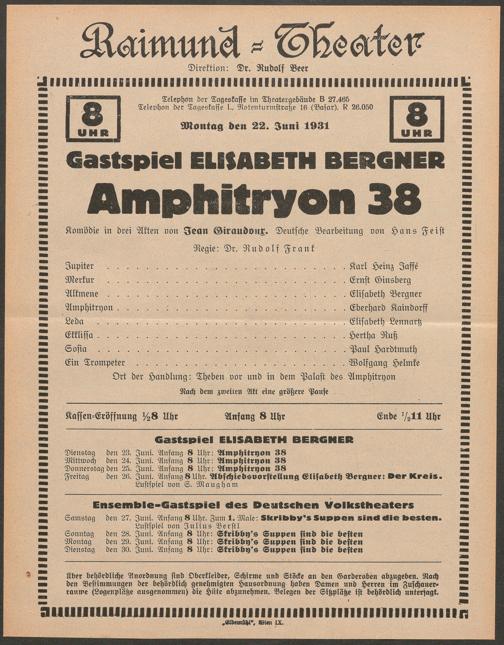 Raimund-Theater
Direktion: Dr. Rudolf Beer
8 UHR
Telephon der Tageskasse im Theatergebäude B 27.465
Telephon der Tageskasse I., Rotenturmstraße 16 (Basar), R 26.050
Montag den 22. Juni 1931
8 UHR
Gastspiel ELISABETH BERGNER
Amphitryon 38
Komödie in drei Akten von Jean Giraudoux. Deutsche Bearbeitung von Hans Feist
Regie: Dr. Rudolf Frank
Jupiter . . . Karl Heinz Jaffé
Merkur . . . Ernst Ginsberg
Alkmene . . . Elisabeth Bergner
Amphitryon . . . Eberhard Raindorff
Leda . . . Elisabeth Lennartz
Eklissa . . . Hertha Ruß
Sosia . . . Paul Hardtmuth
Ein Trompeter . . . Wolfgang Helmke
Ort der Handlung: Theben vor und in dem Palast des Amphitryon
Nach dem zweiten Akt eine größere Pause
Kassen-Eröffnung ½8 Uhr Anfang 8 Uhr Ende ½11 Uhr
Gastspiel ELISABETH BERGNER
Dienstag den 23. Juni. Anfang 8 Uhr: Amphitryon 38
Mittwoch den 24. Juni. Anfang 8 Uhr: Amphitryon 38
Donnerstag den 25. Juni. Anfang 8 Uhr: Amphitryon 38
Freitag den 26. Juni. Anfang 8 Uhr: Abschiedsvorstellung Elisabeth Bergner: Der Kreis.
Lustspiel von S. Maugham
Ensemble-Gastspiel des Deutschen Volkstheaters
Samstag den 27. Juni. Anfang 8 Uhr. Zum 1. Male: Skribby's Suppen sind die besten.
Lustspiel von Julius Berstl
Sonntag den 28. Juni. Anfang 8 Uhr: Skribby's Suppen sind die besten
Montag den 29. Juni. Anfang 8 Uhr: Skribby's Suppen sind die besten
Dienstag den 30. Juni. Anfang 8 Uhr: Skribby's Suppen sind die besten
Über behördliche Anordnung sind Oberkleider, Schirme und Stöcke an den Garderoben abzugeben. Nach
den Bestimmungen der behördlich genehmigten Hausordnung haben Damen und Herren im Zuschauer-
raume (Logenplätze ausgenommen) die Hüte abzunehmen. Belegen der Sitzplätze ist behördlich untersagt.
„Elbemühl", Wien IX.